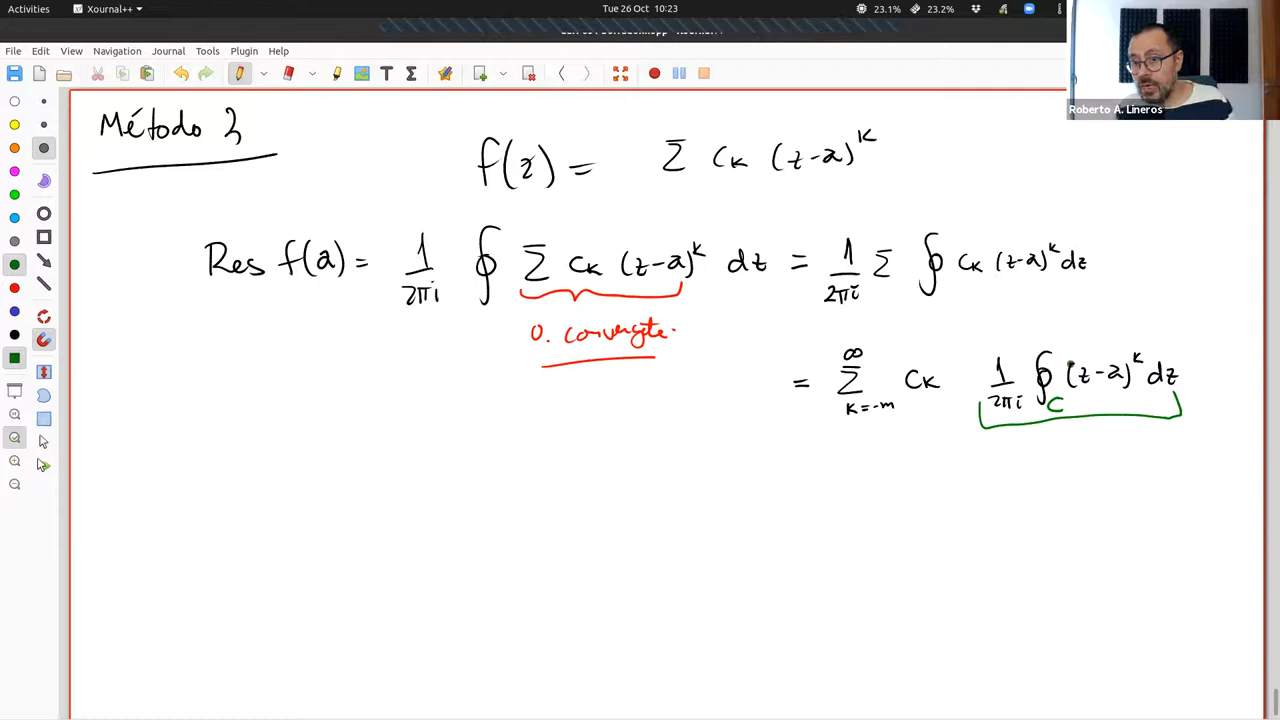 Activities Xournal++ Tue 26 Oct 10:23 23.1% 23.2%
File Edit View Navigation Journal Tools Plugin Help
Roberto A. Lineros
Método 3
f(z) = Σ ck (z-a)^k
Res f(a) = 1/2πi ∮ Σ ck (z-a)^k dz = 1/2πi Σ ∮ ck (z-a)^k dz
= Σ_{k=-m}^{∞} ck 1/2πi ∮_C (z-a)^k dz